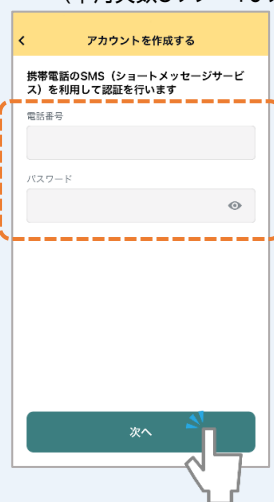 アカウントを作成する
携帯電話のSMS（ショートメッセージサービ
ス）を利用して認証を行います
電話番号
パスワード
次へ